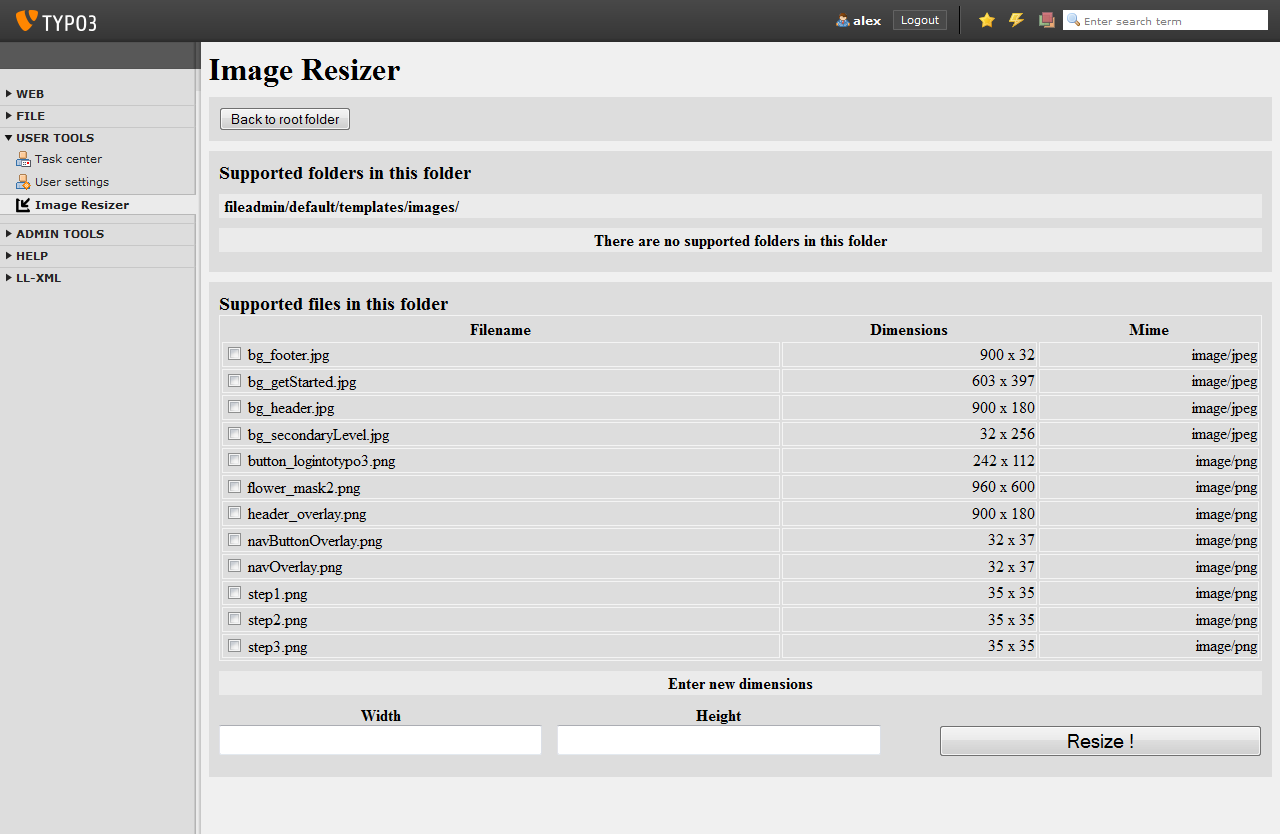 TYPO3
alex Logout Enter search term
WEB
FILE
USER TOOLS
Task center
User settings
Image Resizer
ADMIN TOOLS
HELP
LL-XML
Image Resizer
Back to root folder
Supported folders in this folder
fileadmin/default/templates/images/
There are no supported folders in this folder
Supported files in this folder
Filename Dimensions Mime
bg_footer.jpg 900 x 32 image/jpeg
bg_getStarted.jpg 603 x 397 image/jpeg
bg_header.jpg 900 x 180 image/jpeg
bg_secondaryLevel.jpg 32 x 256 image/jpeg
button_logintotypo3.png 242 x 112 image/png
flower_mask2.png 960 x 600 image/png
header_overlay.png 900 x 180 image/png
navButtonOverlay.png 32 x 37 image/png
navOverlay.png 32 x 37 image/png
step1.png 35 x 35 image/png
step2.png 35 x 35 image/png
step3.png 35 x 35 image/png
Enter new dimensions
Width Height
Resize !